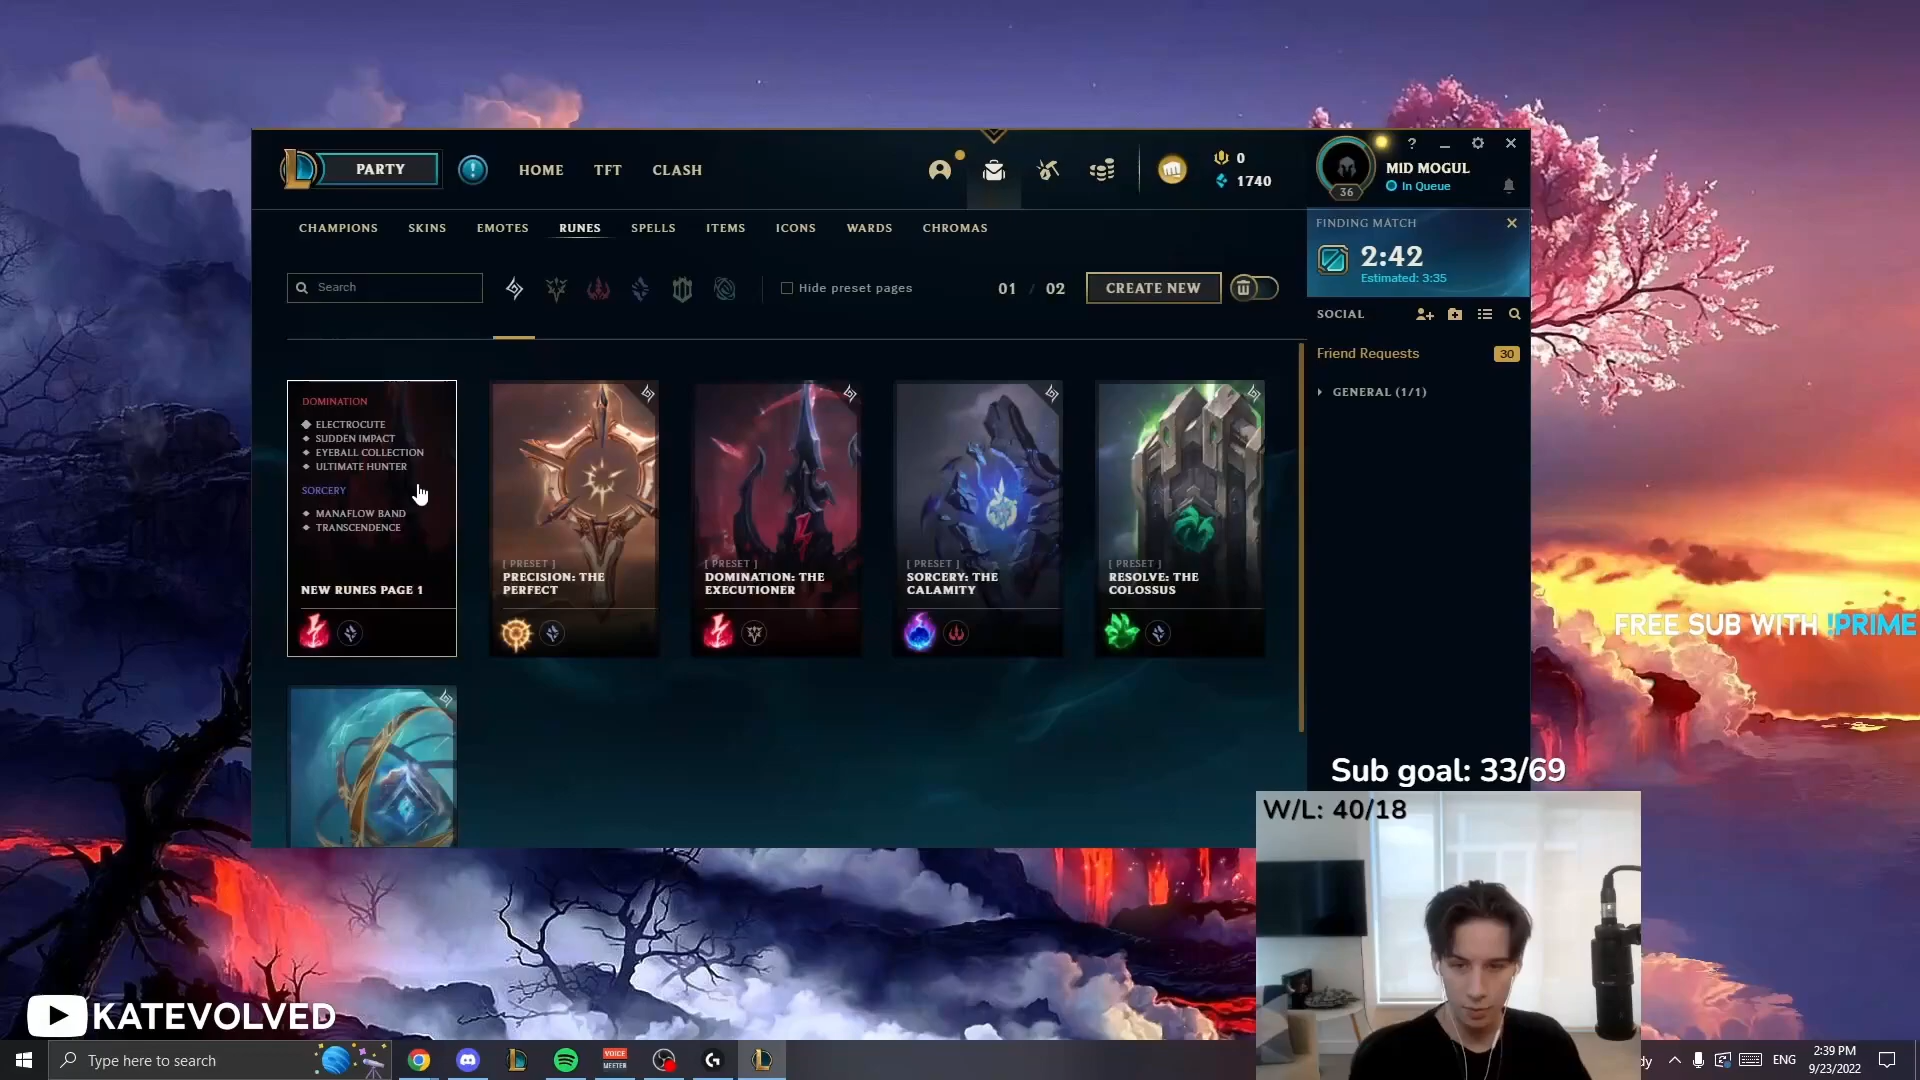 PARTY
HOME
TFT
CLASH
0
1740
36
?
MID MOGUL
In Queue
CHAMPIONS
SKINS
EMOTES
RUNES
SPELLS
ITEMS
ICONS
WARDS
CHROMAS
FINDING MATCH
2:42
Estimated: 3:35
Search
Hide preset pages
01 / 02
CREATE NEW
SOCIAL
Friend Requests
30
GENERAL (1/1)
DOMINATION
ELECTROCUTE
SUDDEN IMPACT
EYEBALL COLLECTION
ULTIMATE HUNTER
SORCERY
MANAFLOW BAND
TRANSCENDENCE
NEW RUNES PAGE 1
[ PRESET ]
PRECISION: THE
PERFECT
[ PRESET ]
DOMINATION: THE
EXECUTIONER
[ PRESET ]
SORCERY: THE
CALAMITY
[ PRESET ]
RESOLVE: THE
COLOSSUS
FREE SUB WITH !PRIME
Sub goal: 33/69
W/L: 40/18
KATEVOLVED
Type here to search
VOICE
MEETER
dy
ENG
2:39 PM
9/23/2022